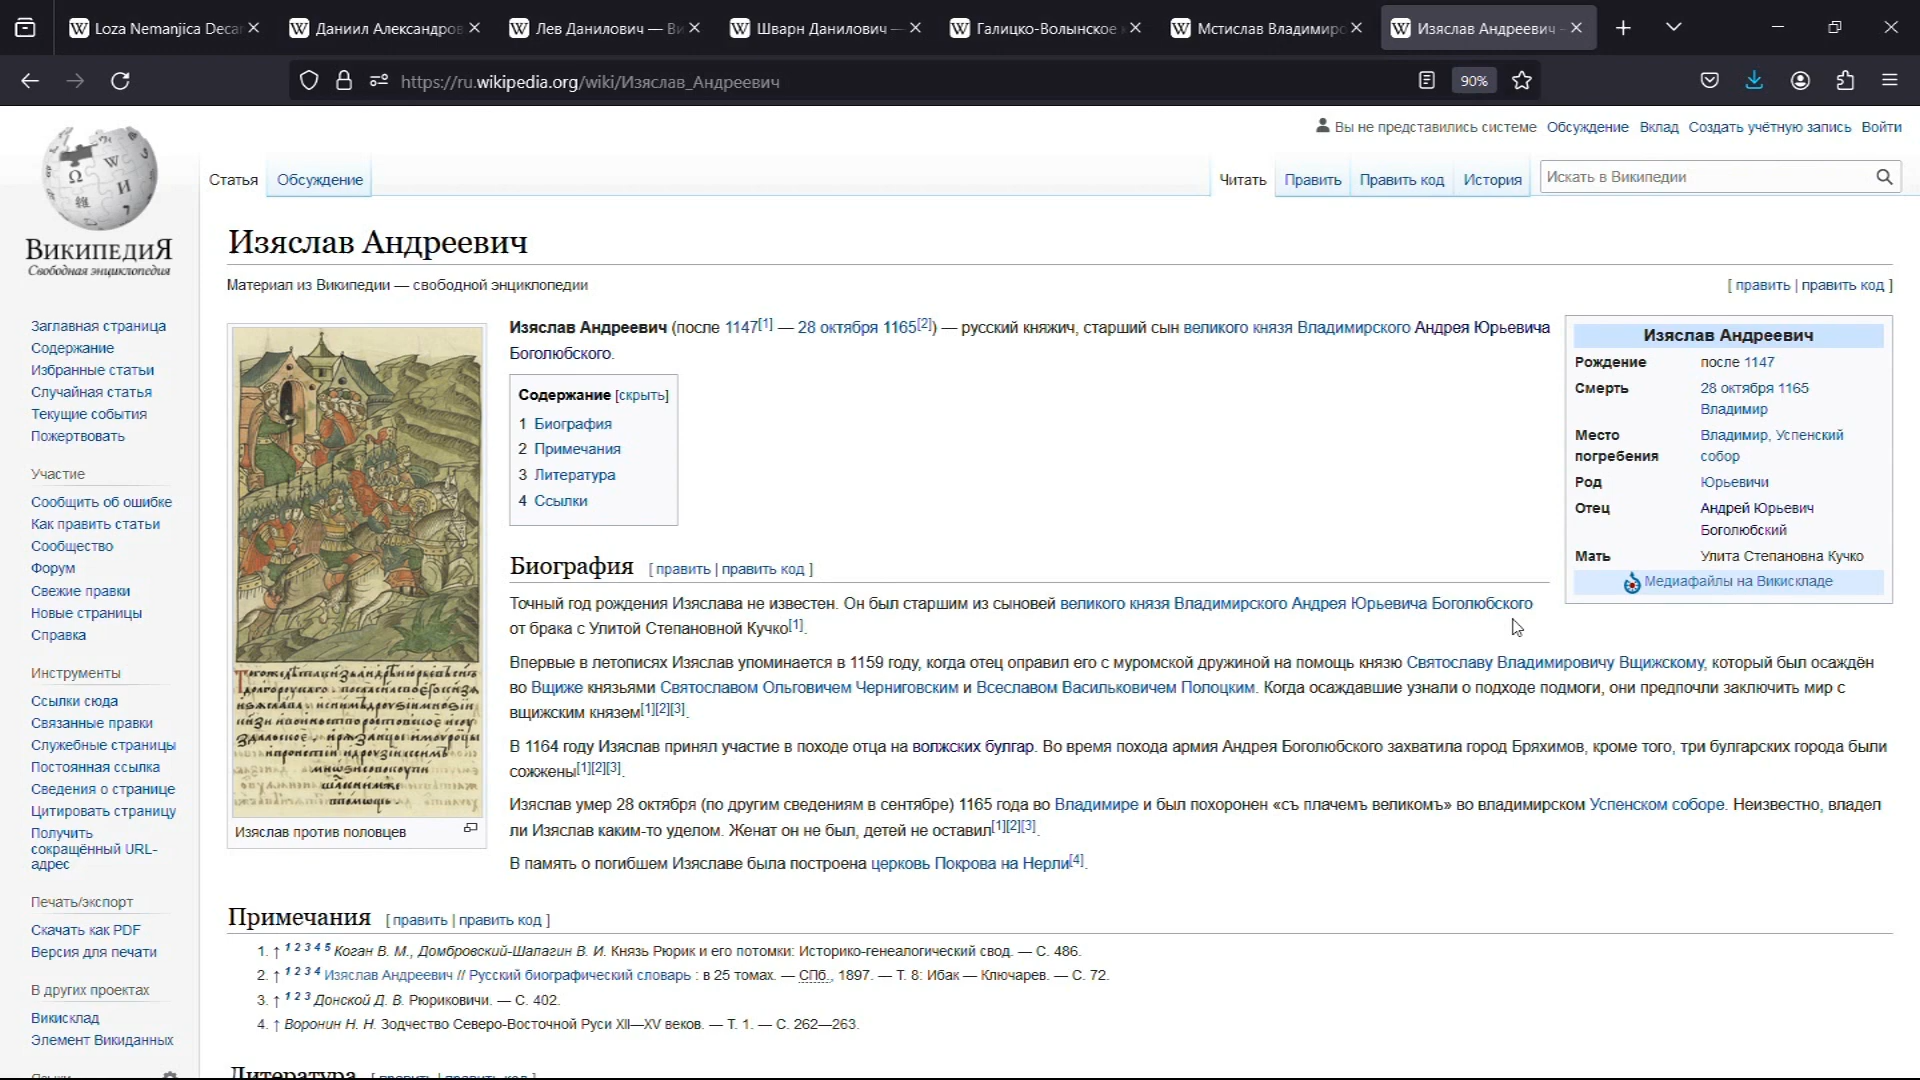 Loza Nemanjica Decan
Даниил Александров
Лев Данилович — Ви
Шварн Данилович —
Галицко-Волынское к
Мстислав Владимиро
Изяслав Андреевич -
https://ru.wikipedia.org/wiki/Изяслав_Андреевич
90%
Вы не представились системе Обсуждение Вклад Создать учётную запись Войти
Статья Обсуждение
Читать Править Править код История
Искать в Википедии
ВИКИПЕДИЯ
Свободная энциклопедия
Заглавная страница
Содержание
Избранные статьи
Случайная статья
Текущие события
Пожертвовать
Участие
Сообщить об ошибке
Как править статьи
Сообщество
Форум
Свежие правки
Новые страницы
Справка
Инструменты
Ссылки сюда
Связанные правки
Служебные страницы
Постоянная ссылка
Сведения о странице
Цитировать страницу
Получить
сокращённый URL-
адрес
Печать/экспорт
Скачать как PDF
Версия для печати
В других проектах
Викисклад
Элемент Викиданных
Языки
Изяслав Андреевич
Материал из Википедии — свободной энциклопедии
[ править | править код ]
Изяслав против половцев
Изяслав Андреевич (после 1147[1] — 28 октября 1165[2]) — русский княжич, старший сын великого князя Владимирского Андрея Юрьевича
Боголюбского.
Содержание [скрыть]
1 Биография
2 Примечания
3 Литература
4 Ссылки
Изяслав Андреевич
Рождение после 1147
Смерть 28 октября 1165
Владимир
Место Владимир, Успенский
погребения собор
Род Юрьевичи
Отец Андрей Юрьевич
Боголюбский
Мать Улита Степановна Кучко
Медиафайлы на Викискладе
Биография [ править | править код ]
Точный год рождения Изяслава не известен. Он был старшим из сыновей великого князя Владимирского Андрея Юрьевича Боголюбского
от брака с Улитой Степановной Кучко[1].
Впервые в летописях Изяслав упоминается в 1159 году, когда отец оправил его с муромской дружиной на помощь князю Святославу Владимировичу Вщижскому, который был осаждён
во Вщиже князьями Святославом Ольговичем Черниговским и Всеславом Васильковичем Полоцким. Когда осаждавшие узнали о подходе подмоги, они предпочли заключить мир с
вщижским князем[1][2][3].
В 1164 году Изяслав принял участие в походе отца на волжских булгар. Во время похода армия Андрея Боголюбского захватила город Бряхимов, кроме того, три булгарских города были
сожжены[1][2][3].
Изяслав умер 28 октября (по другим сведениям в сентябре) 1165 года во Владимире и был похоронен «съ плачемъ великомъ» во владимирском Успенском соборе. Неизвестно, владел
ли Изяслав каким-то уделом. Женат он не был, детей не оставил[1][2][3].
В память о погибшем Изяславе была построена церковь Покрова на Нерли[4].
Примечания [ править | править код ]
1. ↑ 1 2 3 4 5 Коган В. М., Домбровский-Шалагин В. И. Князь Рюрик и его потомки: Историко-генеалогический свод. — С. 486.
2. ↑ 1 2 3 4 Изяслав Андреевич // Русский биографический словарь : в 25 томах. — СПб., 1897. — Т. 8: Ибак — Ключарев. — С. 72.
3. ↑ 1 2 3 Донской Д. В. Рюриковичи. — С. 402.
4. ↑ Воронин Н. Н. Зодчество Северо-Восточной Руси XII—XV веков. — Т. 1. — С. 262—263.
Литература [ править | править код ]